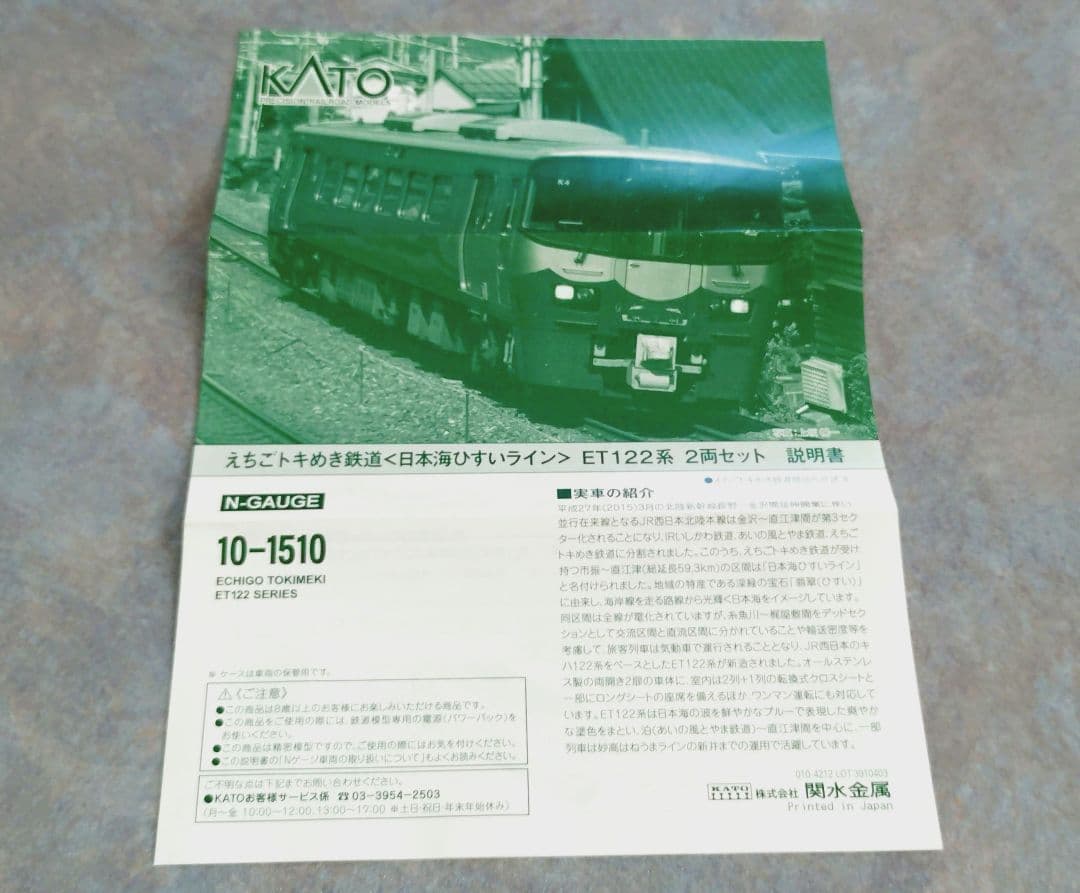 KATO
PRECISION RAILROAD MODELS
K4
えちごトキめき鉄道<日本海ひすいライン> ET122系 2両セット 説明書
N-GAUGE
10-1510
ECHIGO TOKIMEKI
ET122 SERIES
※ ケースは車両の保管用です。
⚠《ご注意》
●この商品は8歳以上のお客様にお楽しみいただける商品です。
●この商品をご使用の際には、鉄道模型専用の電源(パワーパック)を
お使いください。
●この商品は精密模型ですので、ご使用の際にはお気を付けください。
●この説明書の「Nゲージ車両の取り扱いについて」もよくお読みください。
ご不明な点は下記までお問い合わせください。
●KATOお客様サービス係 ☎03-3954-2503
(月〜金 10:00〜12:00、13:00〜17:00 ※土日・祝日・年末年始休み)
■実車の紹介
平成27年(2015)3月の北陸新幹線長野〜金沢間延伸開業に伴い、
並行在来線となるJR西日本北陸本線は金沢〜直江津間が第3セク
ター化されることになり、IRいしかわ鉄道、あいの風とやま鉄道、えちご
トキめき鉄道に分割されました。このうち、えちごトキめき鉄道が受け
持つ市振〜直江津(総延長59.3km)の区間は「日本海ひすいライン」
と名付けられました。地域の特産である深緑の宝石「翡翠(ひすい)」
に由来し、海岸線を走る路線から光輝く日本海をイメージしています。
同区間は全線が電化されていますが、糸魚川〜梶屋敷間をデッドセク
ションとして交流区間と直流区間に分かれていることや輸送密度等を
考慮して、旅客列車は気動車で運行されることとなり、JR西日本のキ
ハ122系をベースとしたET122系が新造されました。オールステンレ
ス製の両開き2扉の車体に、室内は2列+1列の転換式クロスシートと
一部にロングシートの座席を備えるほか、ワンマン運転にも対応して
います。ET122系は日本海の波を鮮やかなブルーで表現した爽やか
な塗色をまとい、泊(あいの風とやま鉄道)〜直江津間を中心に、一部
列車は妙高はねうまラインの新井までの運用で活躍しています。
010-4212 LOT3910403
KATO 株式会社 関水金属
Printed in Japan